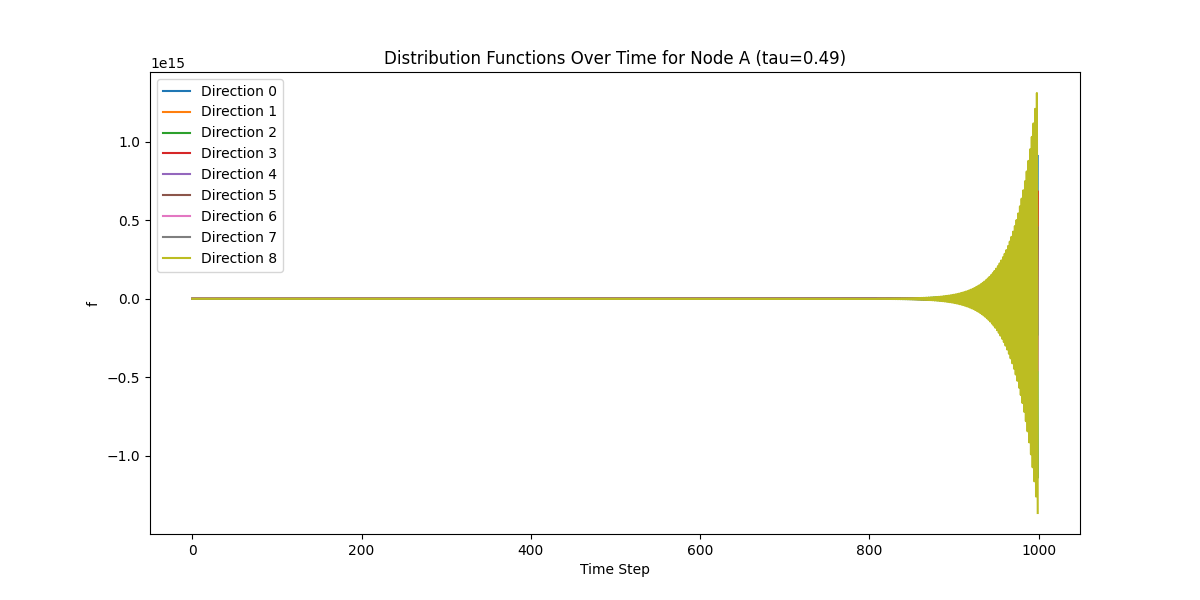 Distribution Functions Over Time for Node A (tau=0.49)
1e15
Direction 0
Direction 1
Direction 2
Direction 3
Direction 4
Direction 5
Direction 6
Direction 7
Direction 8
1.0
0.5
0.0
−0.5
−1.0
f
0 200 400 600 800 1000
Time Step